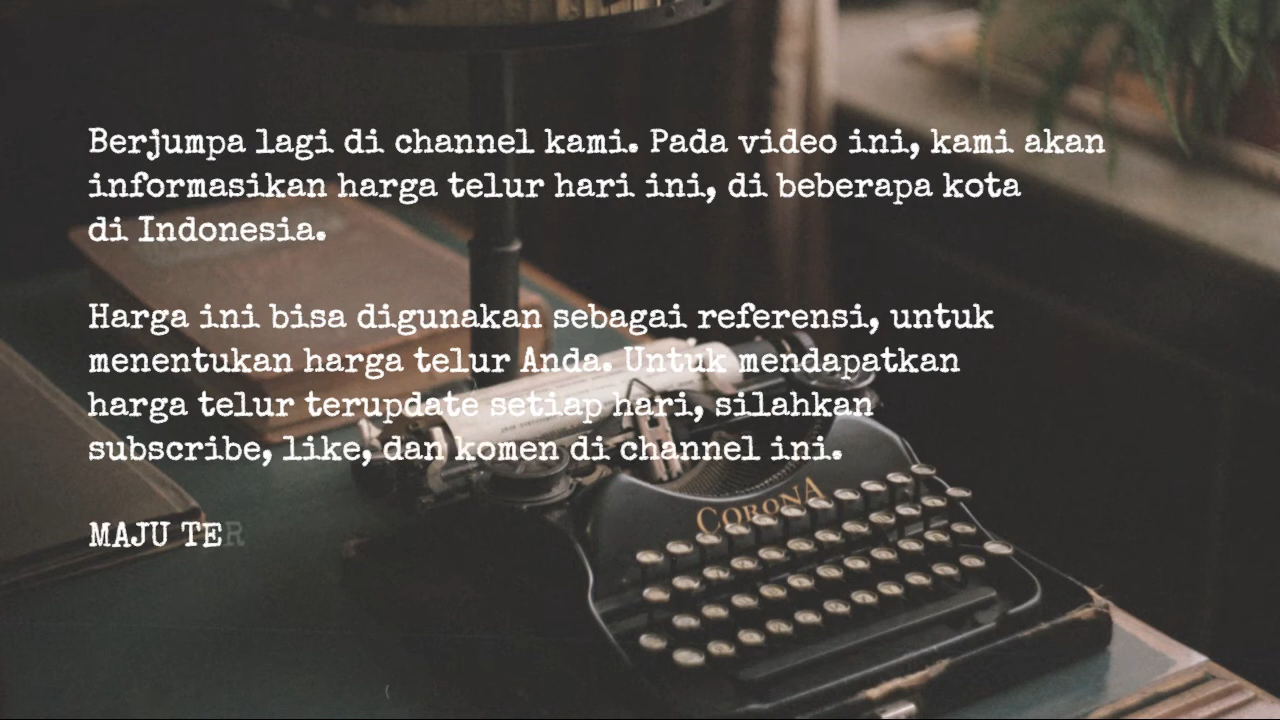 Berjumpa lagi di channel kami. Pada video ini, kami akan
informasikan harga telur hari ini, di beberapa kota
di Indonesia.
Harga ini bisa digunakan sebagai referensi, untuk
menentukan harga telur Anda. Untuk mendapatkan
harga telur terupdate setiap hari, silahkan
subscribe, like, dan komen di channel ini.
MAJU TER
CORONA